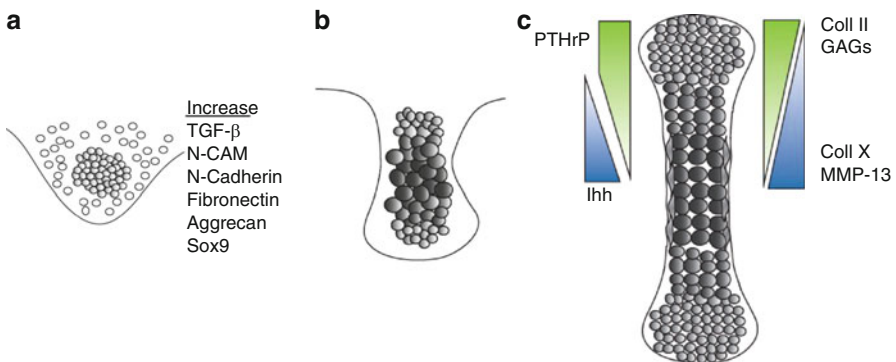 a
Increase
TGF-β
N-CAM
N-Cadherin
Fibronectin
Aggrecan
Sox9
b
c
PTHrP
Ihh
Coll II
GAGs
Coll X
MMP-13